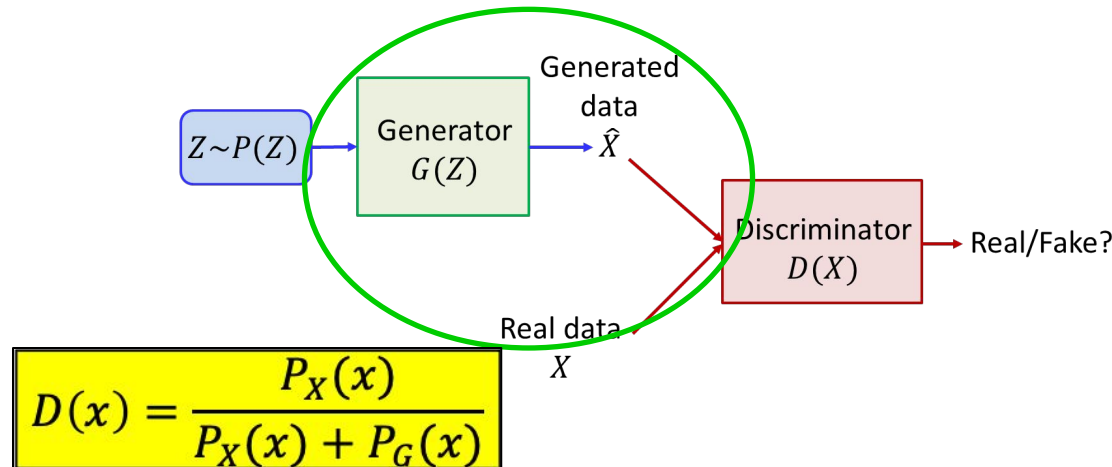 Generated
data
X̂
Z~P(Z)
Generator
G(Z)
Discriminator
D(X)
Real/Fake?
Real data
X
D(x) = P_X(x) / (P_X(x) + P_G(x))